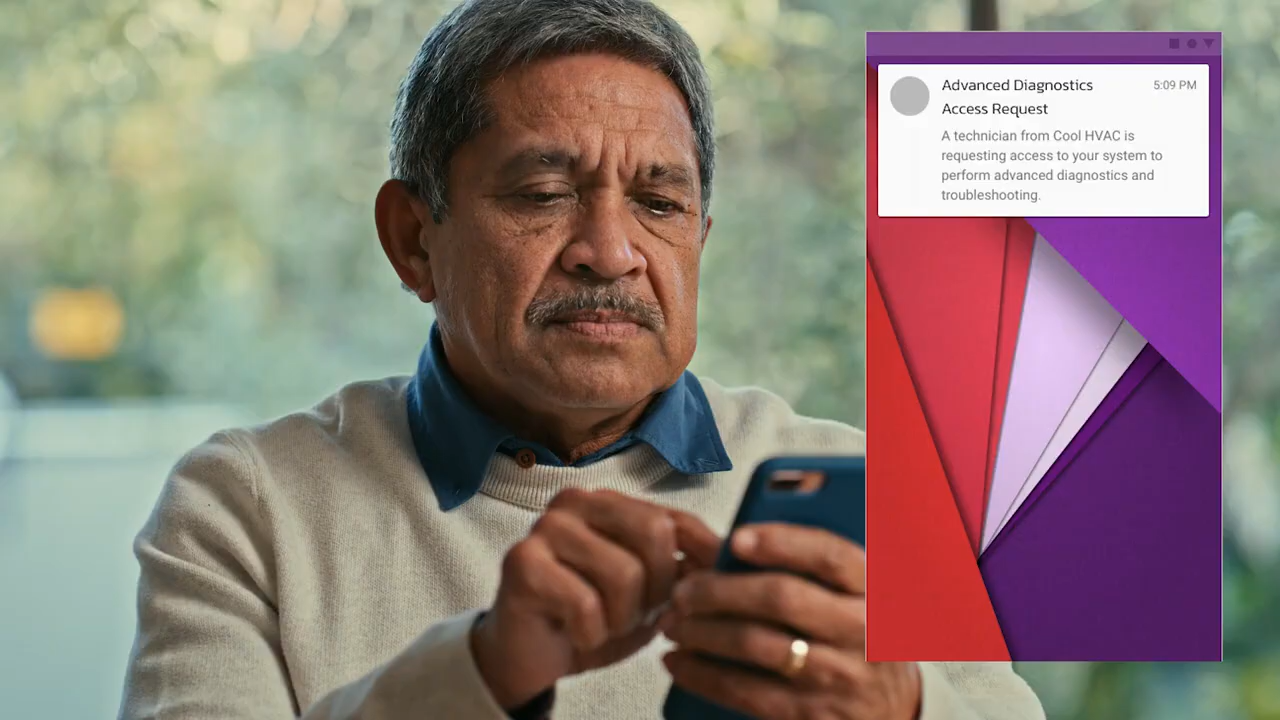 Advanced Diagnostics
5:09 PM
Access Request
A technician from Cool HVAC is
requesting access to your system to
perform advanced diagnostics and
troubleshooting.